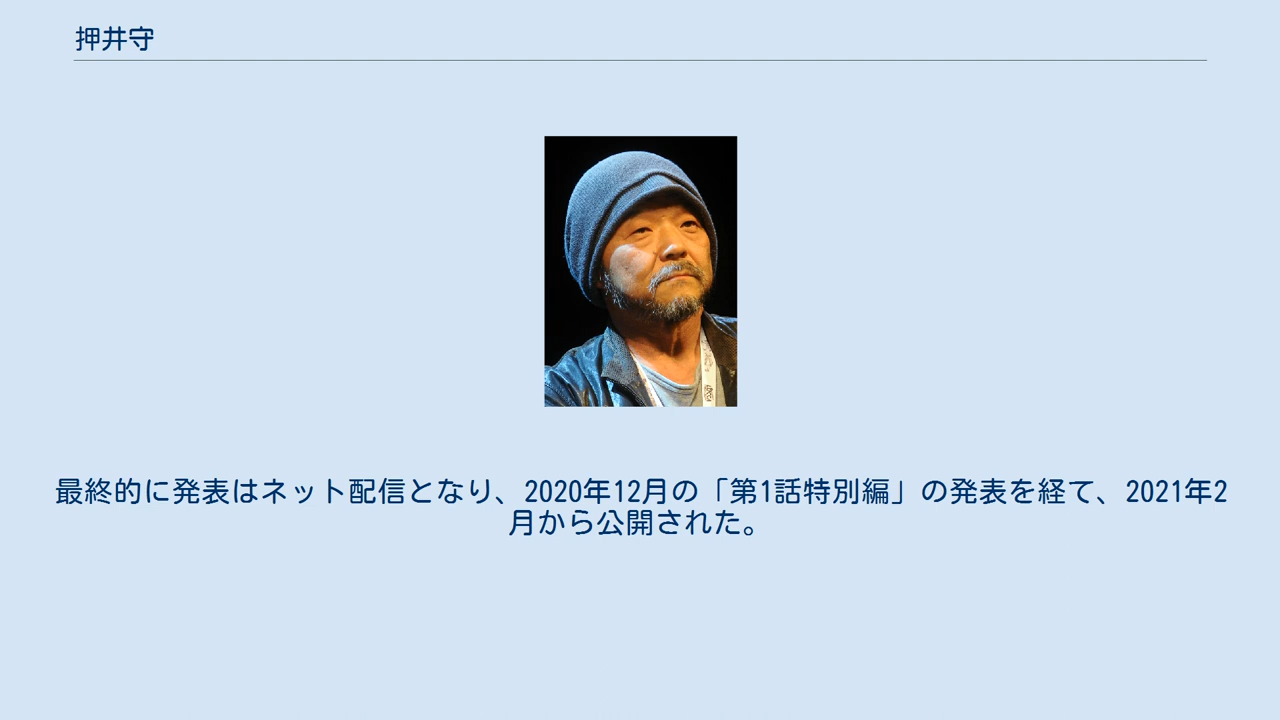 押井守
最終的に発表はネット配信となり、2020年12月の「第1話特別編」の発表を経て、2021年2
月から公開された。